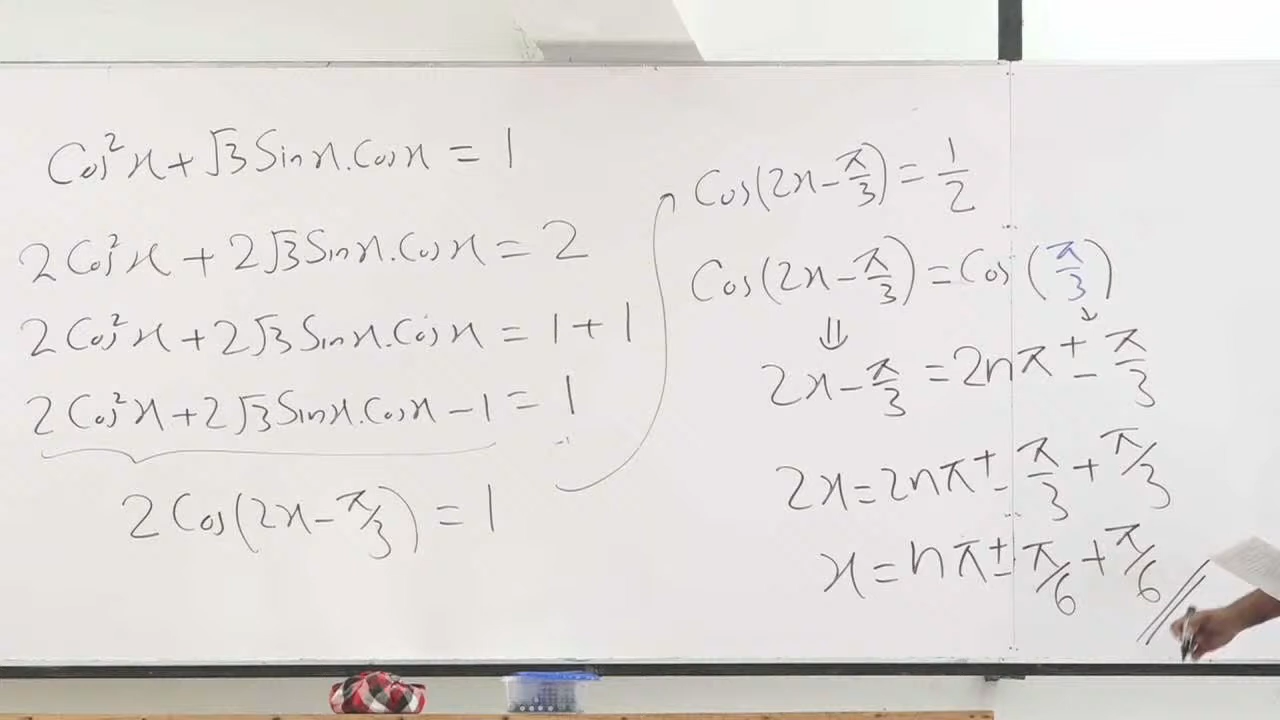 Cos²x + √3 Sinx.Cosx = 1
2Cos²x + 2√3 Sinx.Cosx = 2
2Cos²x + 2√3 Sinx.Cosx = 1 + 1
2Cos²x + 2√3 Sinx.Cosx - 1 = 1
2Cos(2x - π/3) = 1
Cos(2x - π/3) = 1/2
Cos(2x - π/3) = Cos(π/3)
⇓ ↓
2x - π/3 = 2nπ ± π/3
2x = 2nπ ± π/3 + π/3
x = nπ ± π/6 + π/6 //